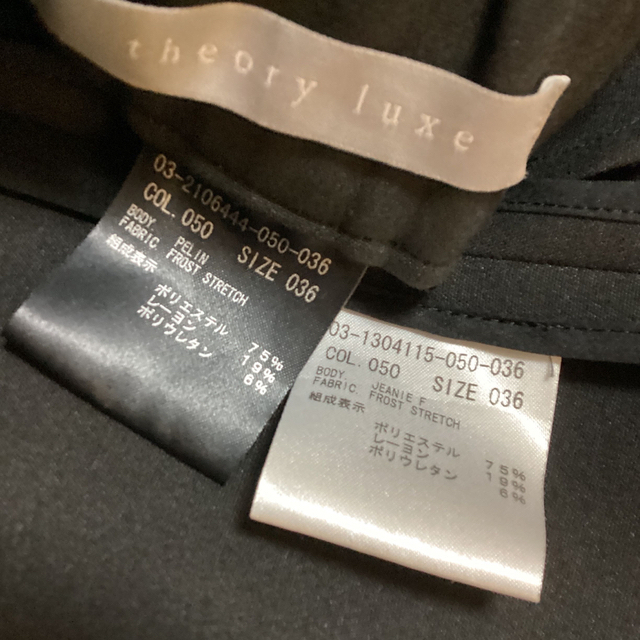 theory luxe
03-2106444-050-036
COL. 050 SIZE 036
BODY. PELIN
FABRIC FROST STRETCH
組成表示
ポリエステル 75%
レーヨン 19%
ポリウレタン 6%
03-1304115-050-036
COL. 050 SIZE 036
BODY JEANIE F
FABRIC FROST STRETCH
組成表示
ポリエステル 75%
レーヨン 19%
ポリウレタン 6%